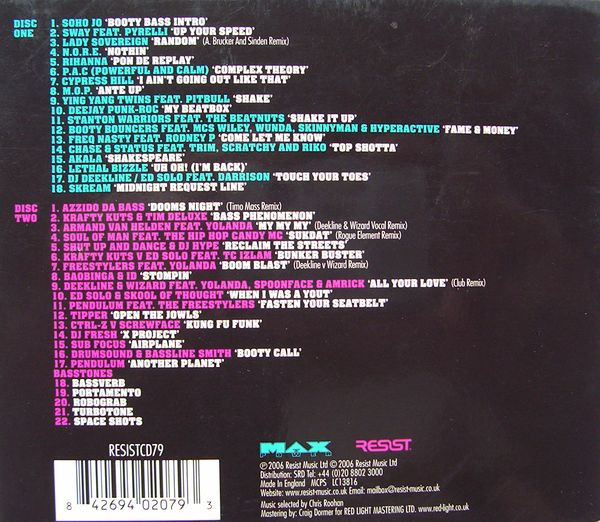 DISC ONE
1. SOHO JO 'BOOTY BASS INTRO'
2. SWAY FEAT. PYRELLI 'UP YOUR SPEED'
3. LADY SOVEREIGN 'RANDOM' (A. Brucker And Sinden Remix)
4. N.O.R.E. 'NOTHIN'
5. RIHANNA 'PON DE REPLAY'
6. P.A.C (POWERFUL AND CALM) 'COMPLEX THEORY'
7. CYPRESS HILL 'I AIN'T GOING OUT LIKE THAT'
8. M.O.P. 'ANTE UP'
9. YING YANG TWINS FEAT. PITBULL 'SHAKE'
10. DEEJAY PUNK-ROC 'MY BEATBOX'
11. STANTON WARRIORS FEAT. THE BEATNUTS 'SHAKE IT UP'
12. BOOTY BOUNCERS FEAT. MCS WILEY, WUNDA, SKINNYMAN & HYPERACTIVE 'FAME & MONEY'
13. FREQ NASTY FEAT. RODNEY P 'COME LET ME KNOW'
14. CHASE & STATUS FEAT. TRIM, SCRATCHY AND RIKO 'TOP SHOTTA'
15. AKALA 'SHAKESPEARE'
16. LETHAL BIZZLE 'UH OH! (I'M BACK)'
17. DJ DEEKLINE / ED SOLO FEAT. DARRISON 'TOUCH YOUR TOES'
18. SKREAM 'MIDNIGHT REQUEST LINE'
DISC TWO
1. AZZIDO DA BASS 'DOOMS NIGHT' (Timo Mass Remix)
2. KRAFTY KUTS & TIM DELUXE 'BASS PHENOMENON'
3. ARMAND VAN HELDEN FEAT. YOLANDA 'MY MY MY' (Deekline & Wizard Vocal Remix)
4. SOUL OF MAN FEAT. THE HIP HOP CANDY MC 'SUKDAT' (Rogue Element Remix)
5. SHUT UP AND DANCE & DJ HYPE 'RECLAIM THE STREETS'
6. KRAFTY KUTS V ED SOLO FEAT. TC IZLAM 'BUNKER BUSTER'
7. FREESTYLERS FEAT. YOLANDA 'BOOM BLAST' (Deekline v Wizard Remix)
8. BAOBINGA & ID 'STOMPIN'
9. DEEKLINE & WIZARD FEAT. YOLANDA, SPOONFACE & AMRICK 'ALL YOUR LOVE' (Club Remix)
10. ED SOLO & SKOOL OF THOUGHT 'WHEN I WAS A YOUT'
11. PENDULUM FEAT. THE FREESTYLERS 'FASTEN YOUR SEATBELT'
12. TIPPER 'OPEN THE JOWLS'
13. CTRL-Z V SCREWFACE 'KUNG FU FUNK'
14. DJ FRESH 'X PROJECT'
15. SUB FOCUS 'AIRPLANE'
16. DRUMSOUND & BASSLINE SMITH 'BOOTY CALL'
17. PENDULUM 'ANOTHER PLANET'
BASSTONES
18. BASSVERB
19. PORTAMENTO
20. ROBOGRAB
21. TURBOTONE
22. SPACE SHOTS
RESISTCD79
8 42694 02079 3
MAX POWER RESIST.
℗ 2006 Resist Music Ltd © 2006 Resist Music Ltd
Distribution: SRD Tel: +44 (0)20 8802 3000
Made in England MCPS LC13816
Website: www.resist-music.co.uk Email: mailbox@resist-music.co.uk
Music selected by Chris Roohan
Mastering by: Craig Dormer for RED LIGHT MASTERING LTD. www.red-light.co.uk